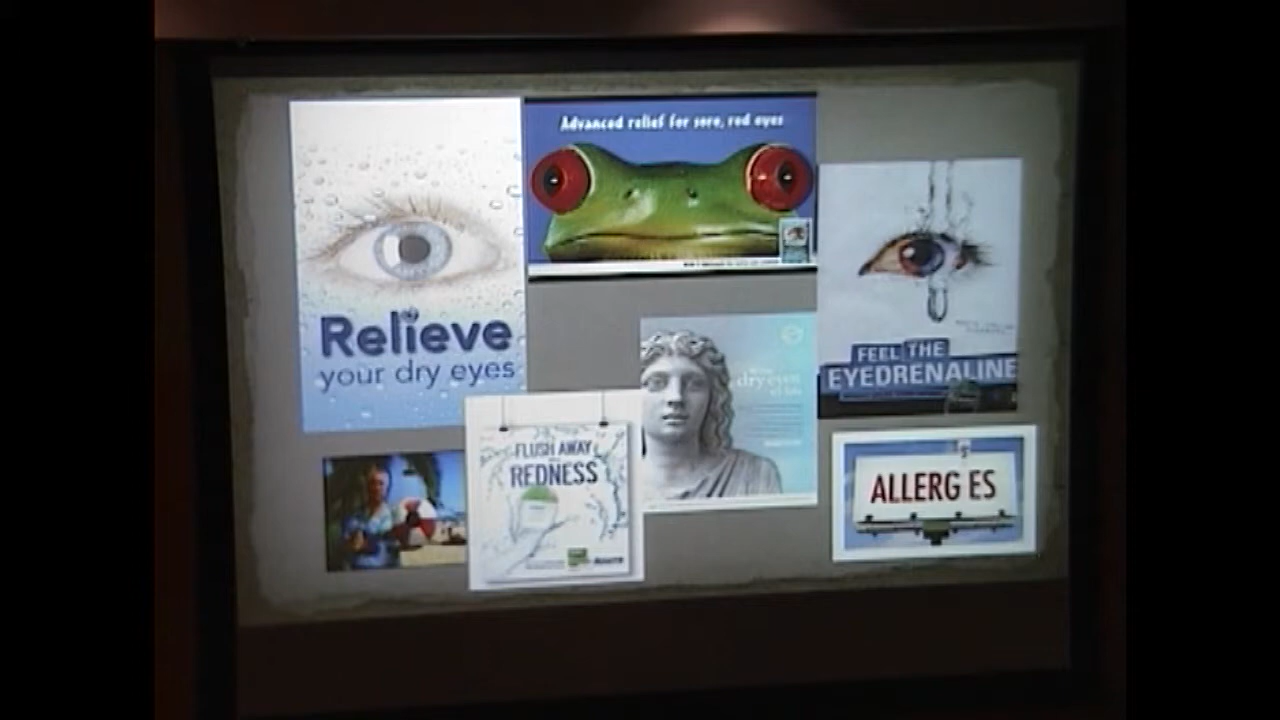 Relieve
your dry eyes
Advanced relief for sore, red eyes
FEEL THE
EYEDRENALINE
dry eyes
FLUSH AWAY
REDNESS
ALLERG ES